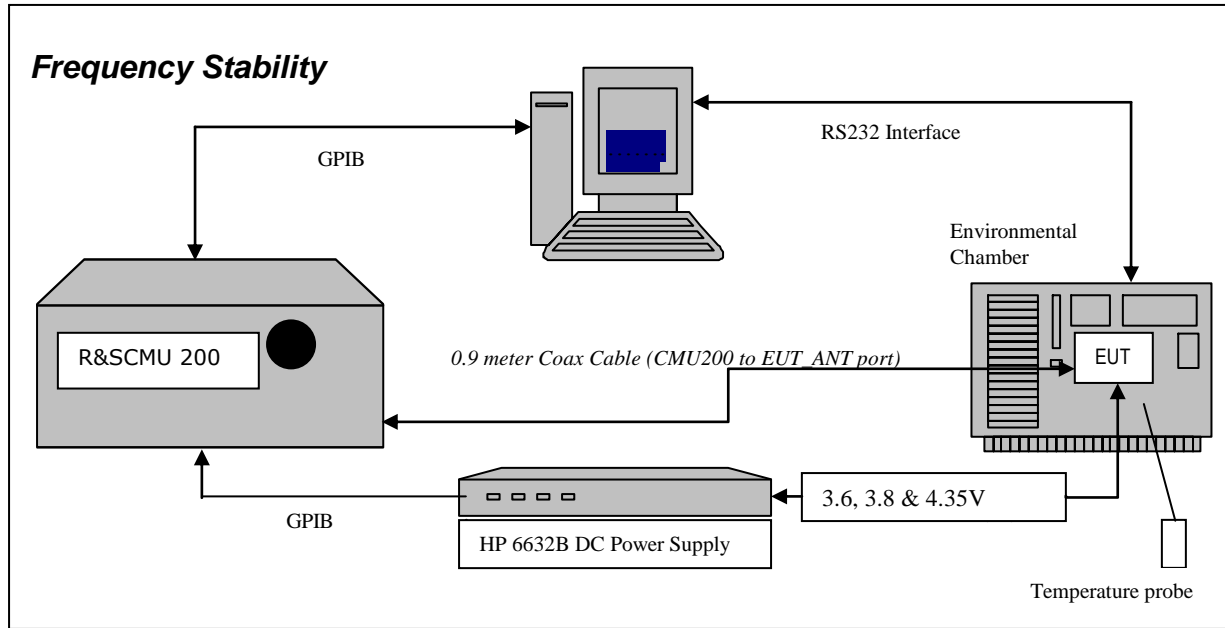 Frequency Stability
GPIB
RS232 Interface
Environmental
Chamber
R&SCMU 200
0.9 meter Coax Cable (CMU200 to EUT_ANT port)
EUT
3.6, 3.8 & 4.35V
GPIB
HP 6632B DC Power Supply
Temperature probe